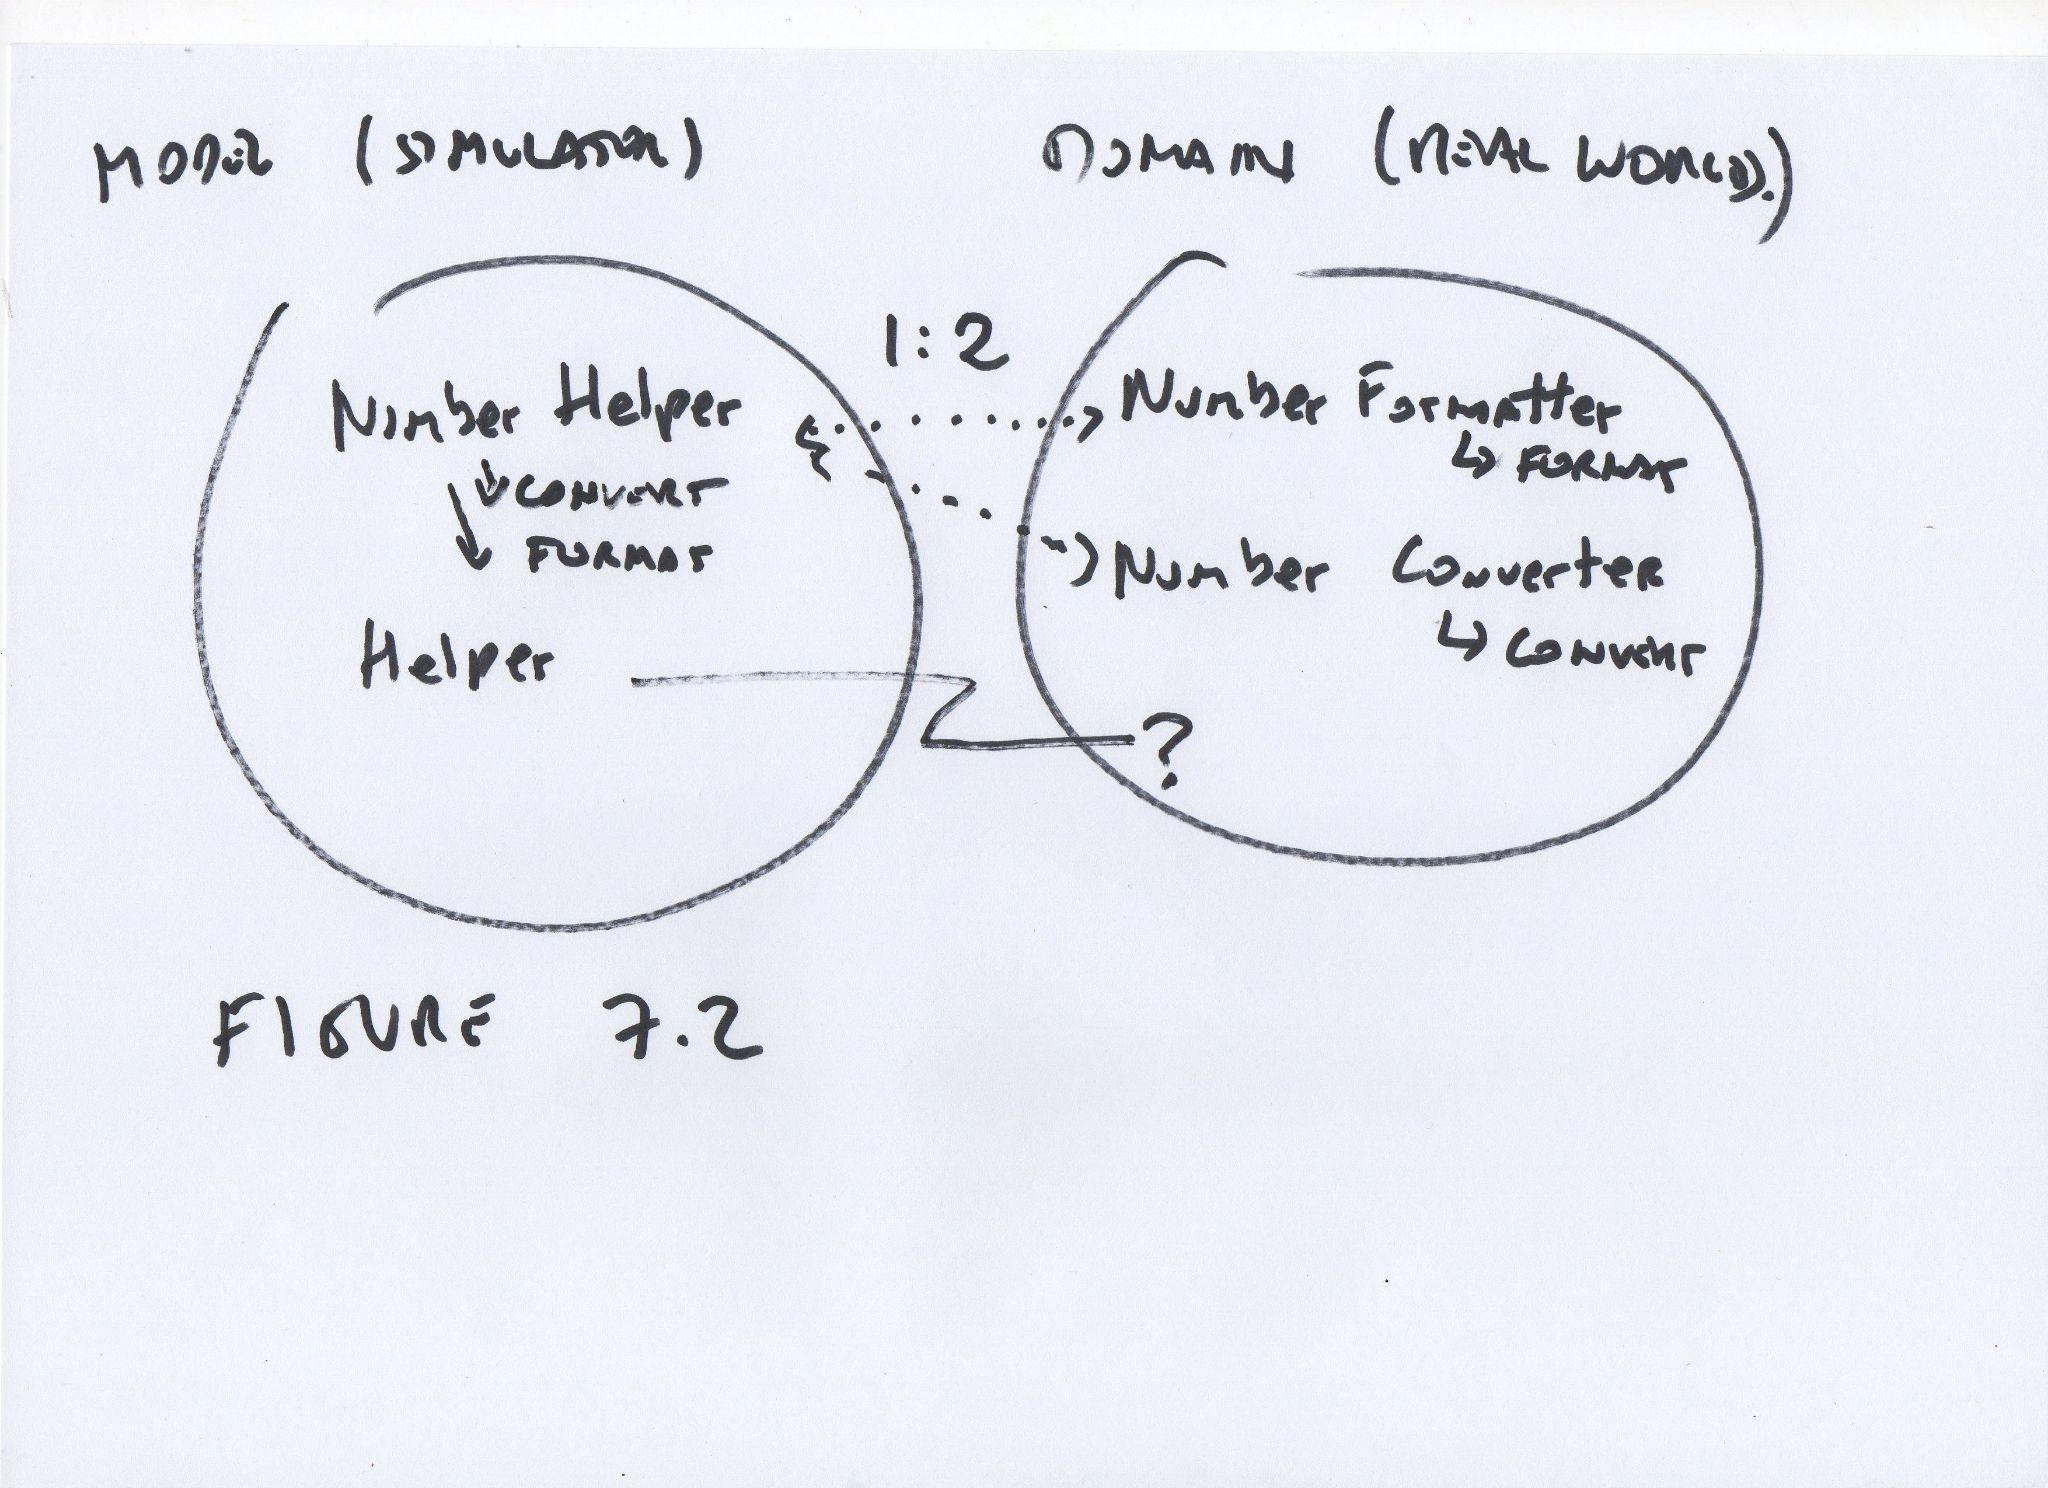 MODEL (SIMULATOR)
DOMAIN (REAL WORLD.)
1:2
Number Helper
CONVERT
FORMAT
Helper
Number Formatter
FORMAT
Number Converter
CONVERT
?
FIGURE 7.2